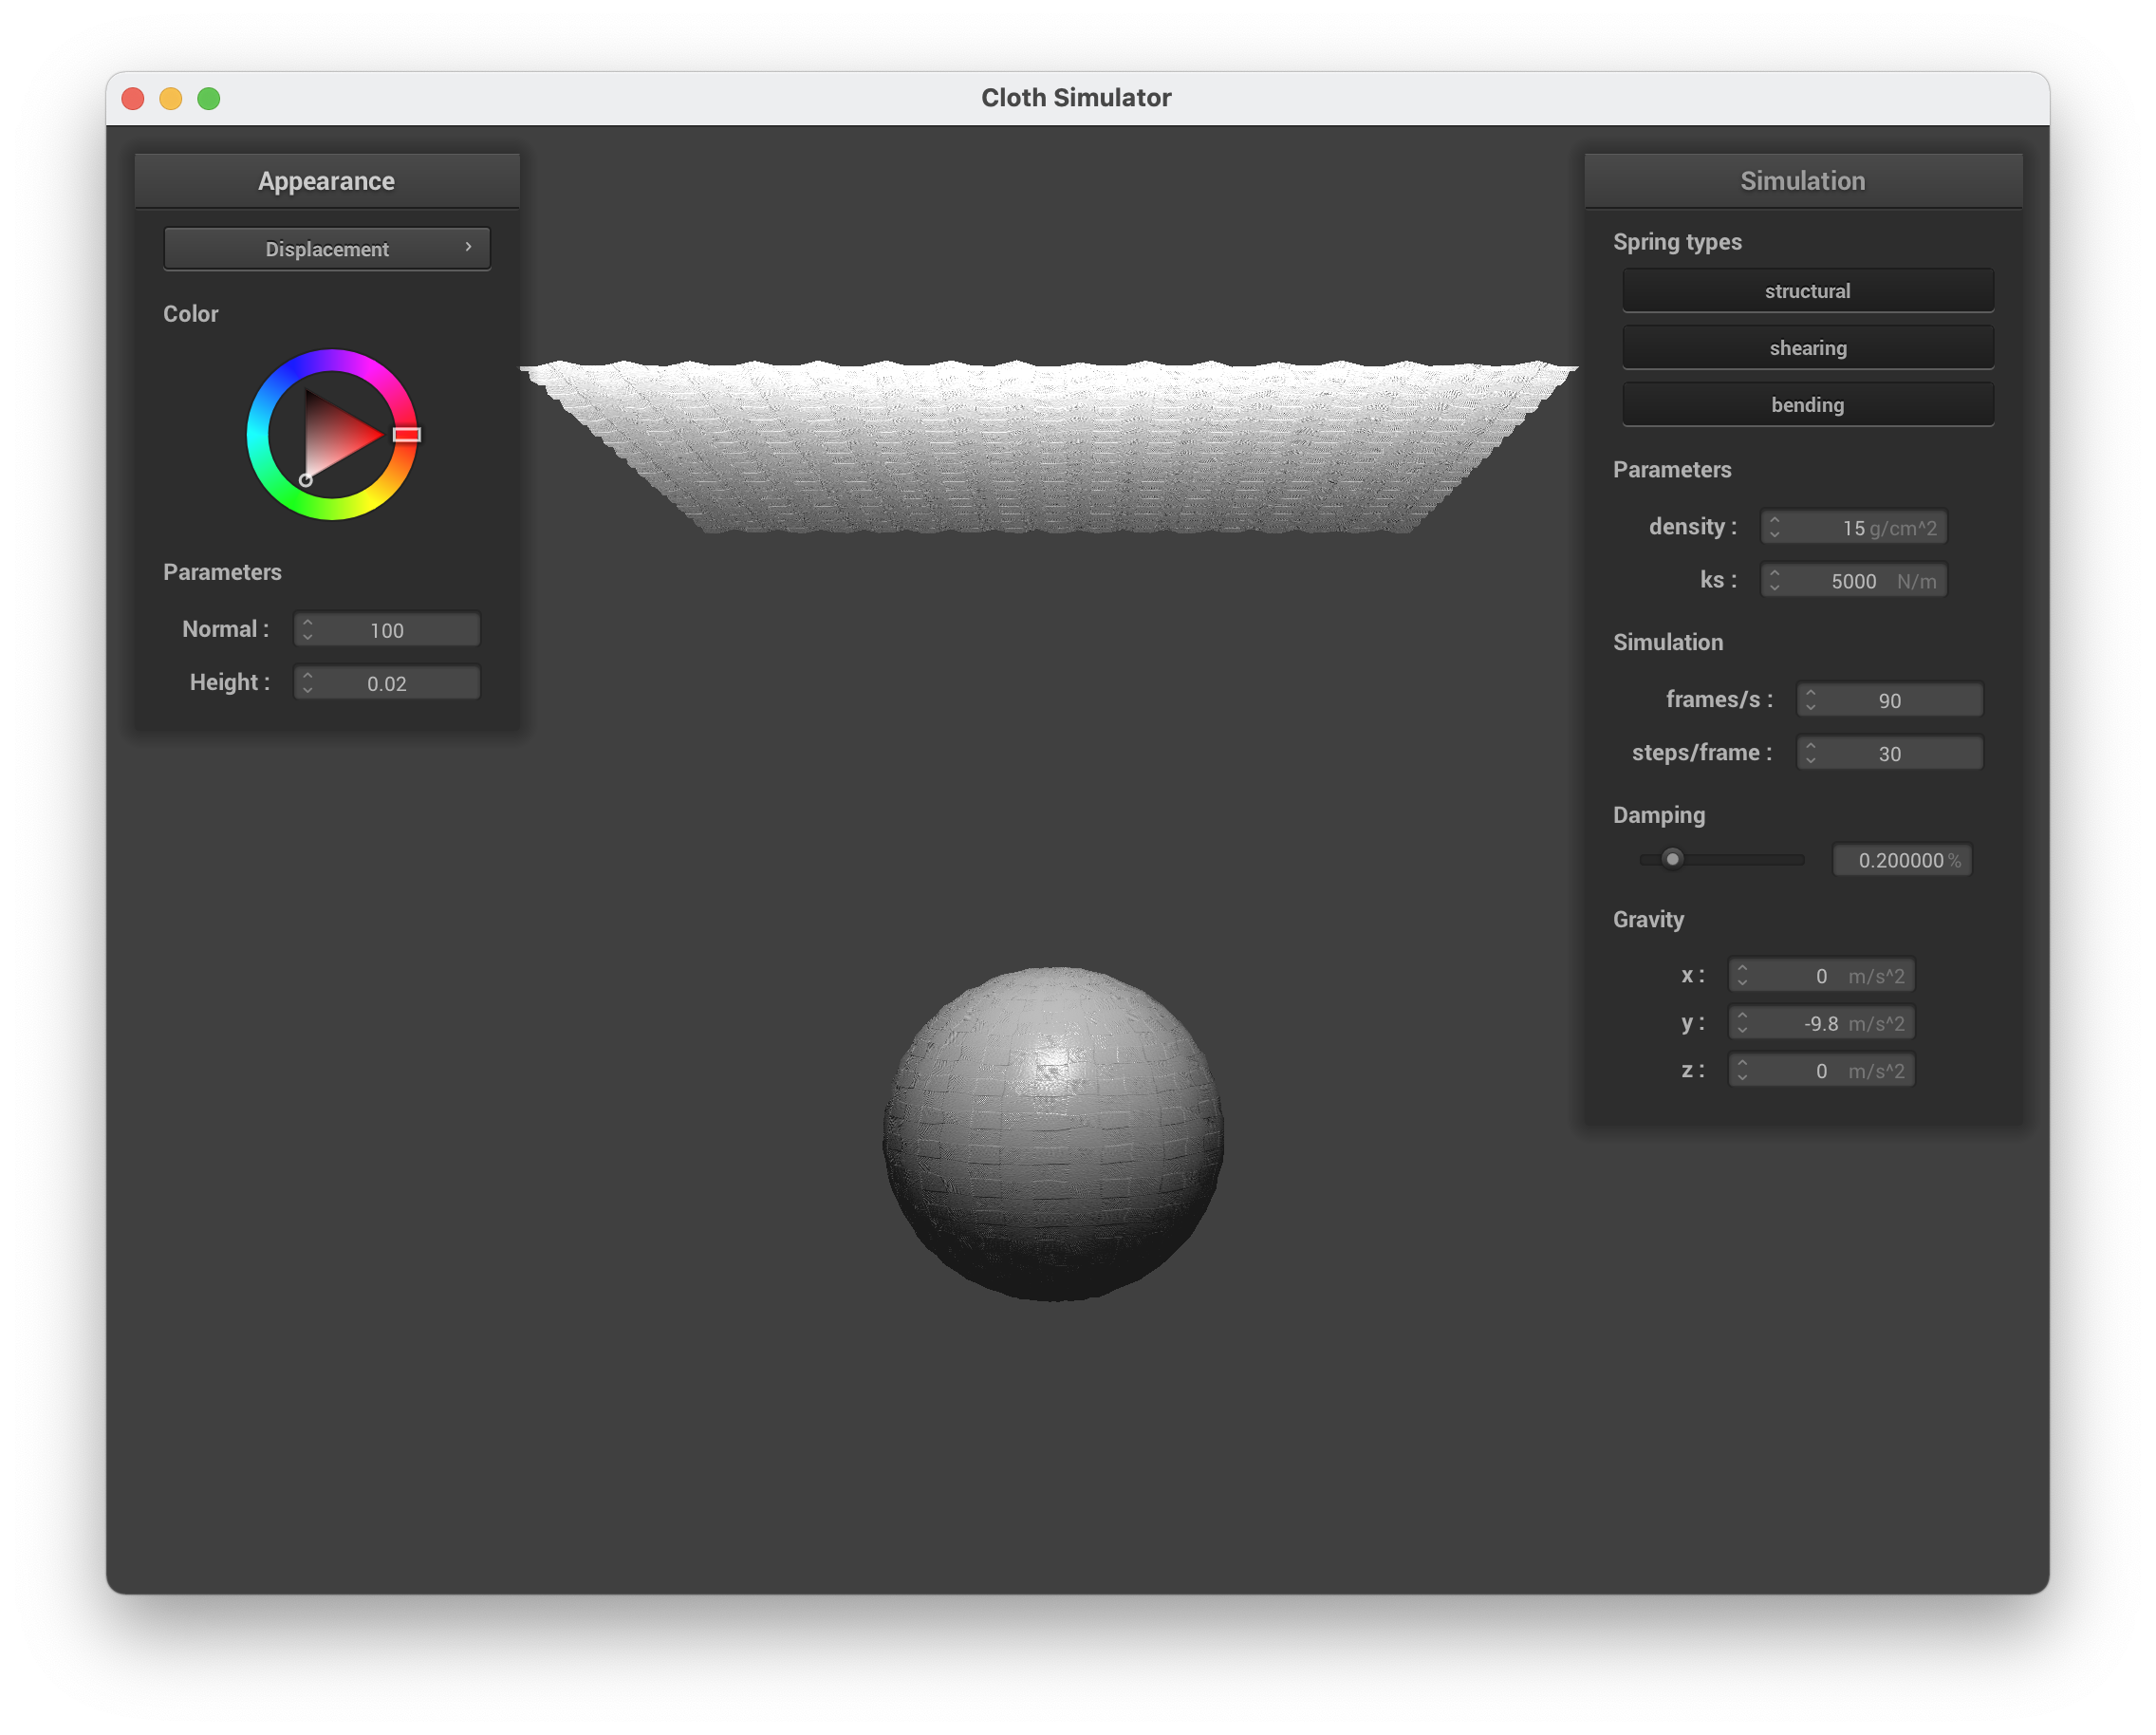 Cloth Simulator
Appearance
Displacement
Color
Parameters
Normal : 100
Height : 0.02
Simulation
Spring types
structural
shearing
bending
Parameters
density : 15 g/cm^2
ks : 5000 N/m
Simulation
frames/s : 90
steps/frame : 30
Damping
0.200000 %
Gravity
x : 0 m/s^2
y : -9.8 m/s^2
z : 0 m/s^2